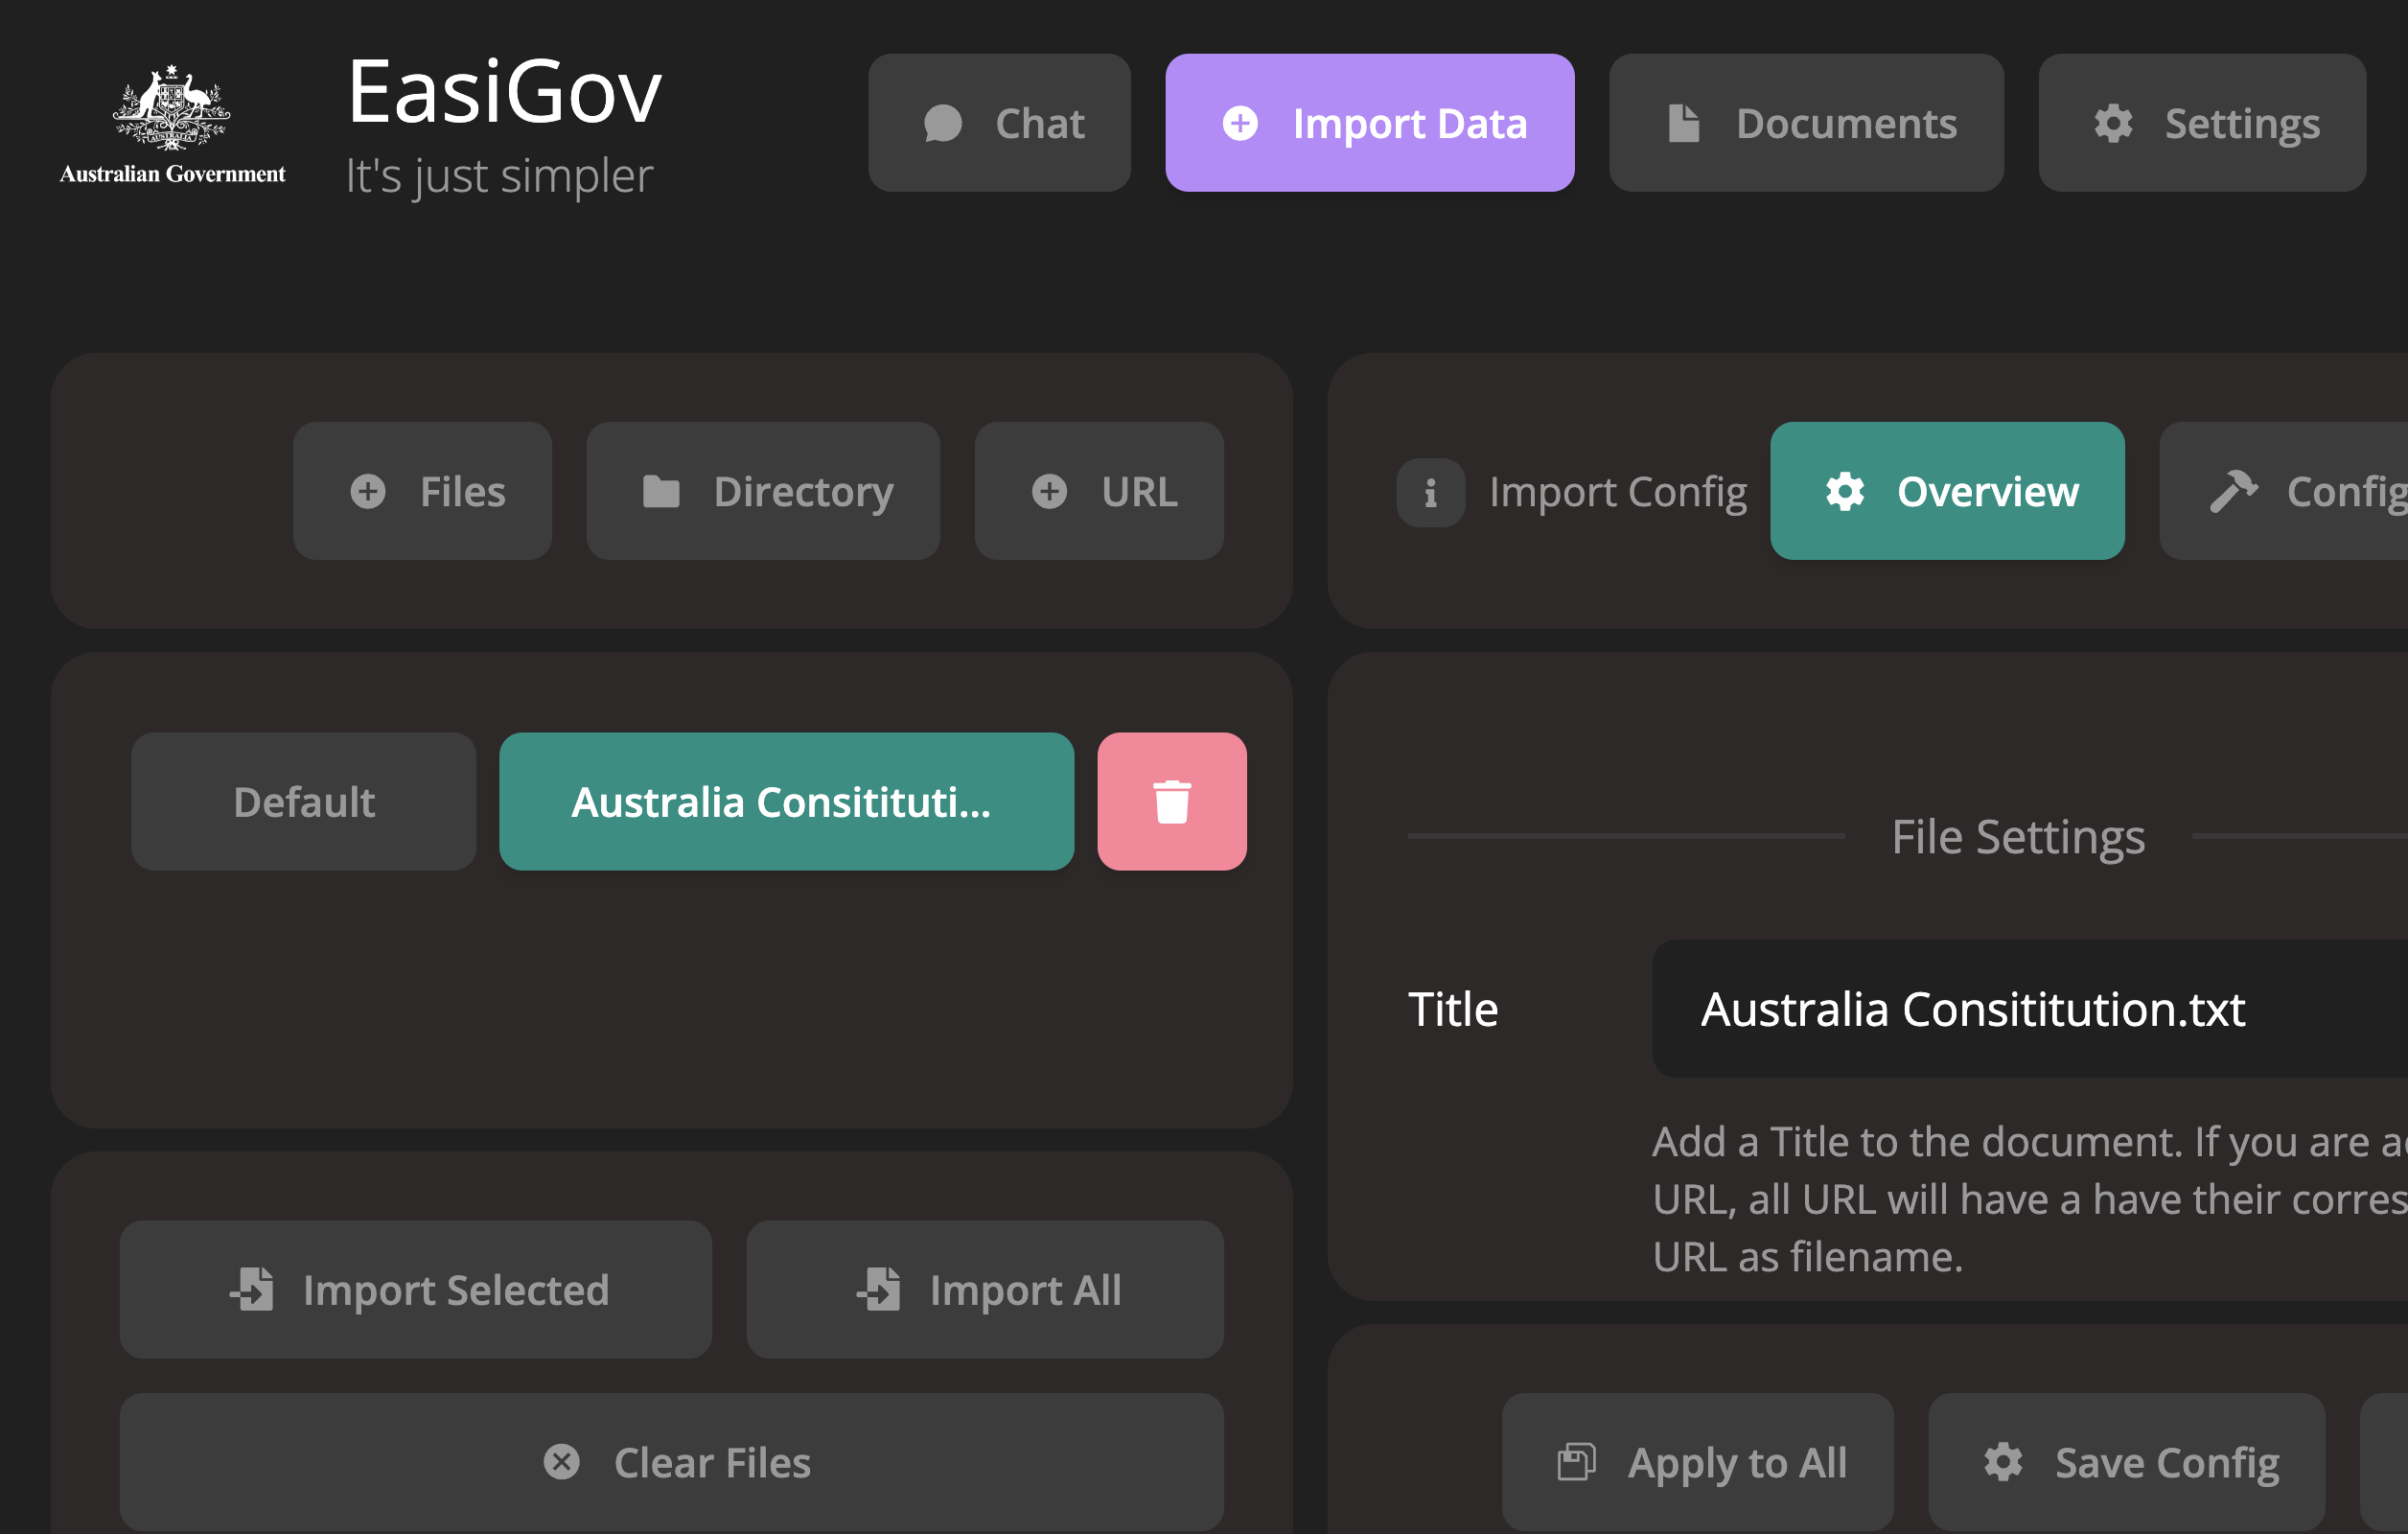 EasiGov
It's just simpler
AUSTRALIA
Australian Government
Chat
Import Data
Documents
Settings
Files
Directory
URL
Import Config
Overview
Config
Default
Australia Consitituti...
File Settings
Title
Australia Consititution.txt
Add a Title to the document. If you are a
URL, all URL will have a have their corres
URL as filename.
Import Selected
Import All
Clear Files
Apply to All
Save Config